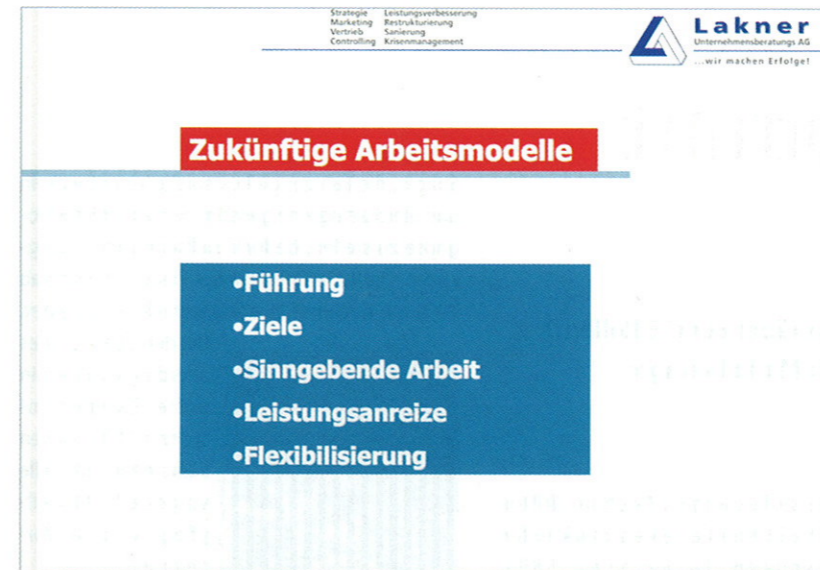 Strategie Leistungsverbesserung
Marketing Restrukturierung
Vertrieb Sanierung
Controlling Krisenmanagement
Lakner
Unternehmensberatungs AG
...wir machen Erfolge!
Zukünftige Arbeitsmodelle
•Führung
•Ziele
•Sinngebende Arbeit
•Leistungsanreize
•Flexibilisierung